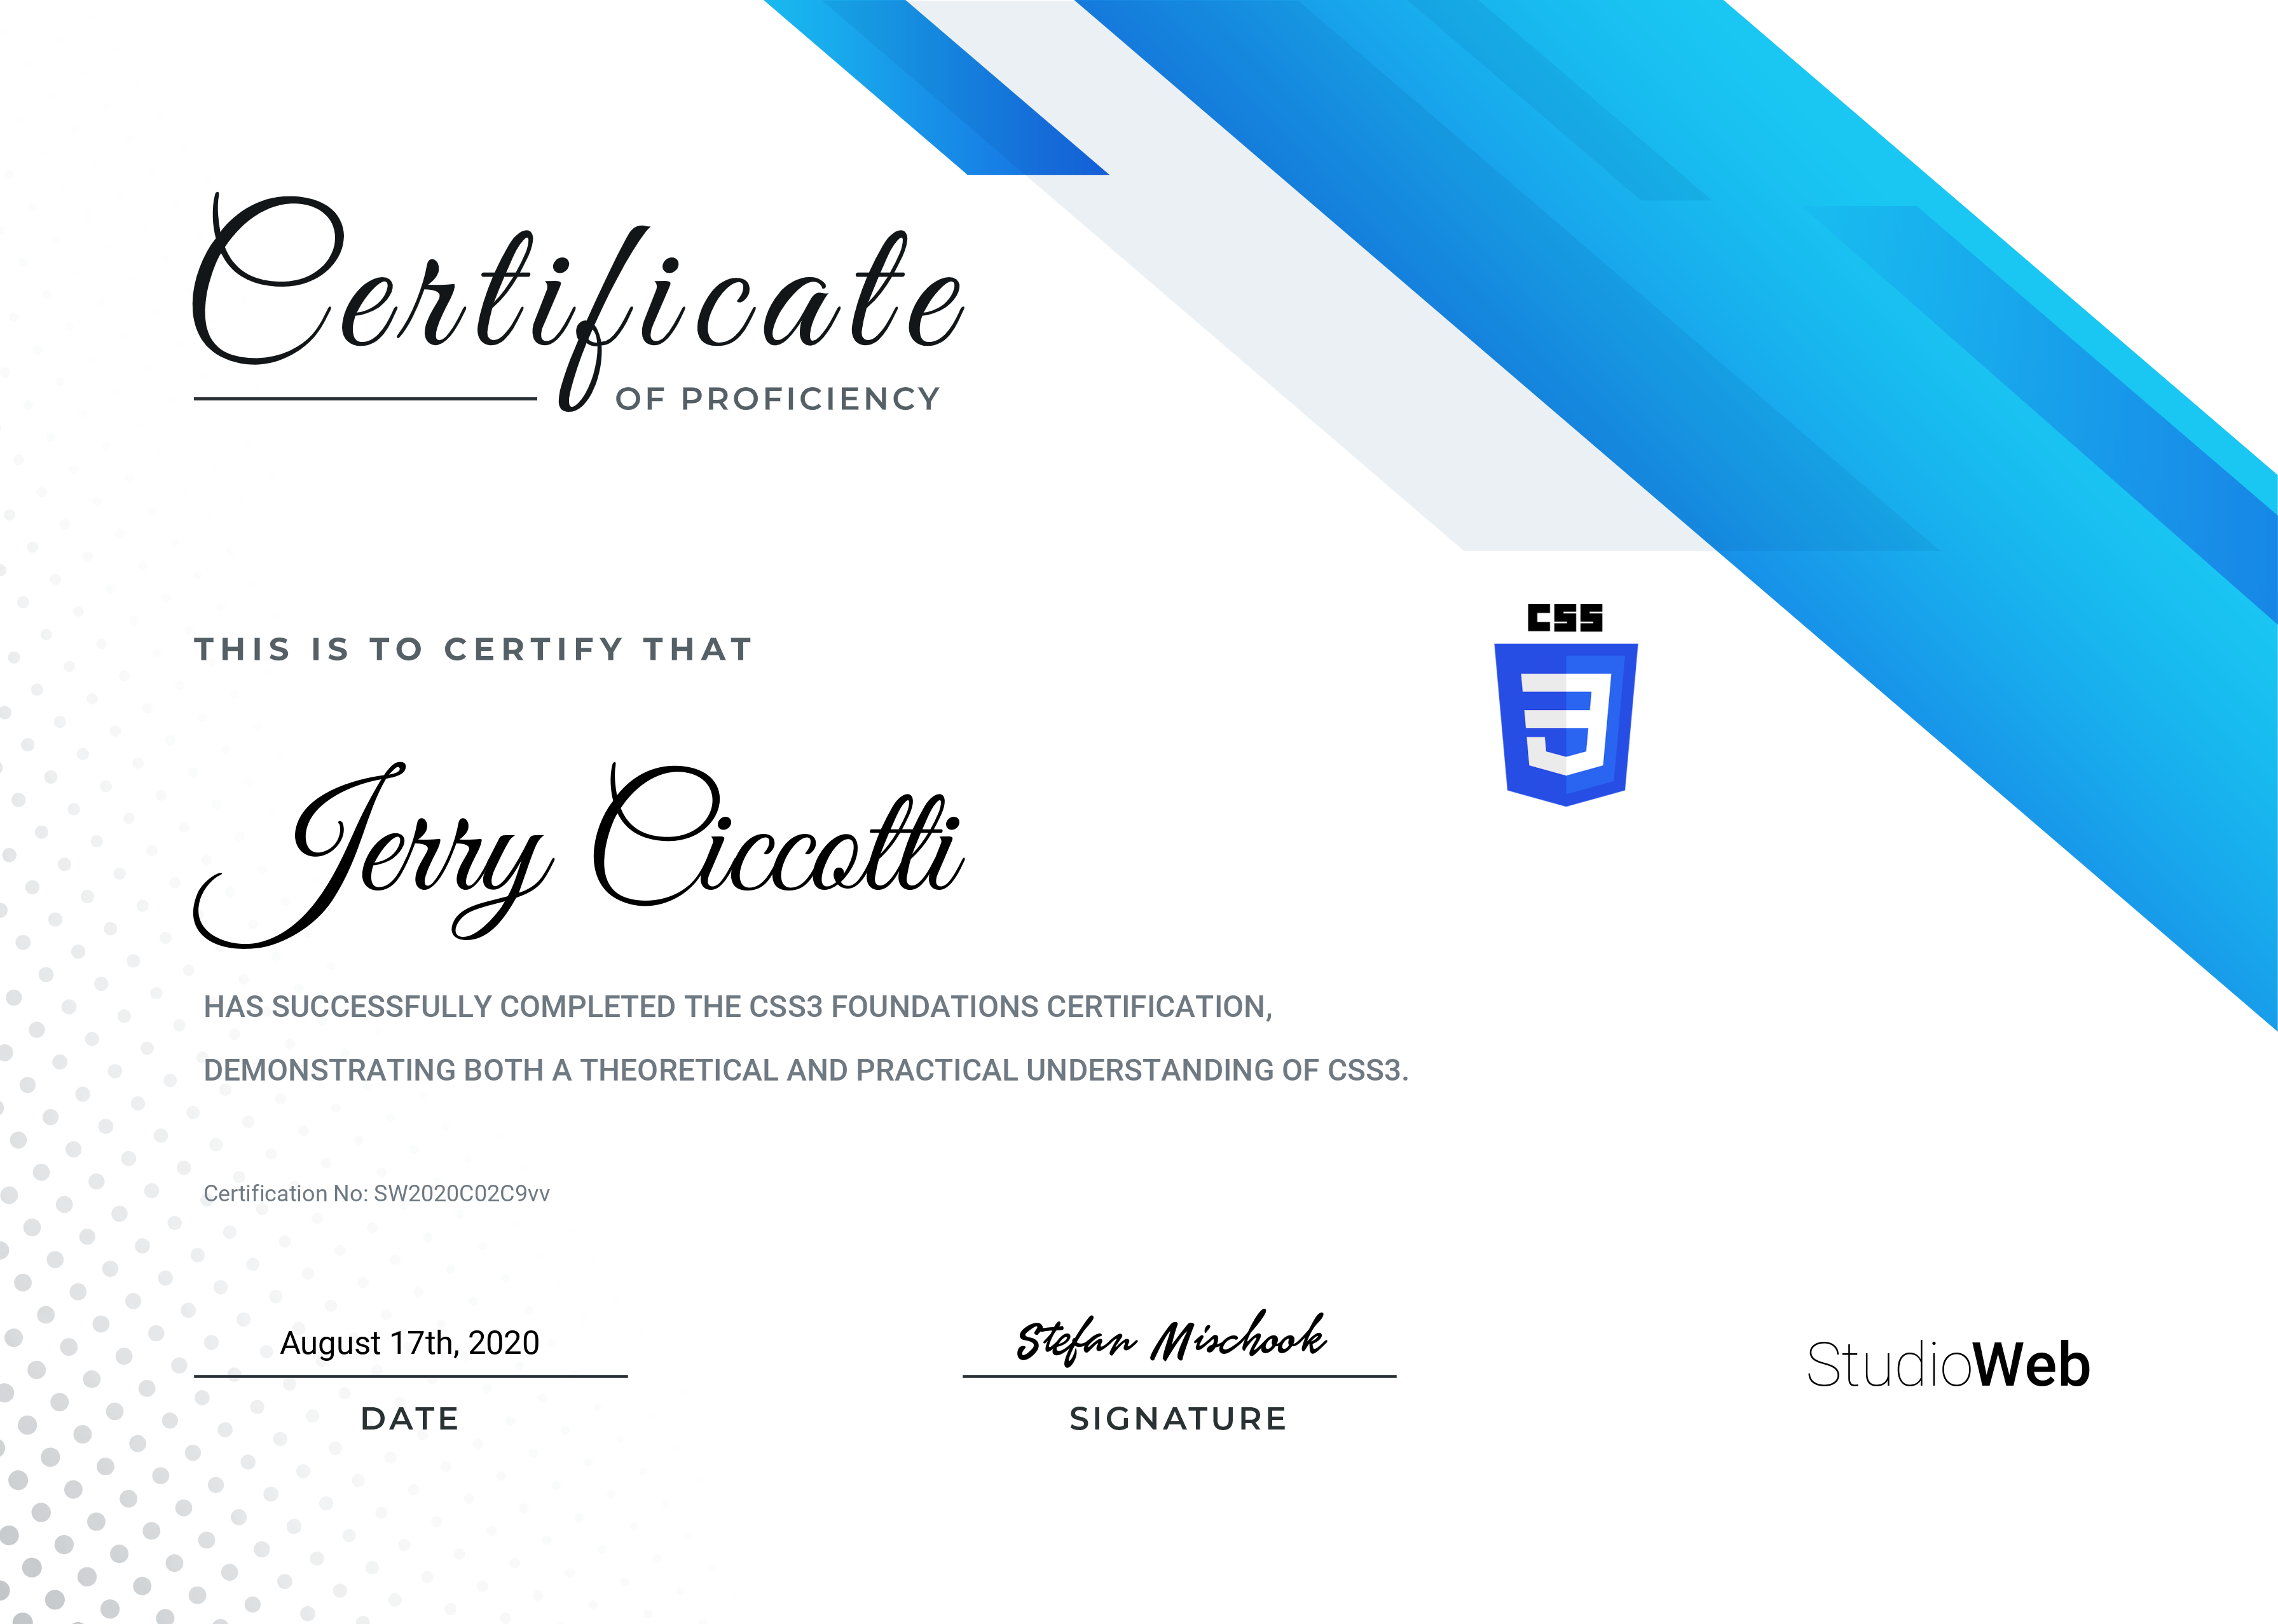 Certificate
OF PROFICIENCY
THIS IS TO CERTIFY THAT
CSS
Jerry Ciccotti
HAS SUCCESSFULLY COMPLETED THE CSS3 FOUNDATIONS CERTIFICATION,
DEMONSTRATING BOTH A THEORETICAL AND PRACTICAL UNDERSTANDING OF CSS3.
Certification No: SW2020C02C9vv
August 17th, 2020
DATE
Stefan Mischook
SIGNATURE
StudioWeb